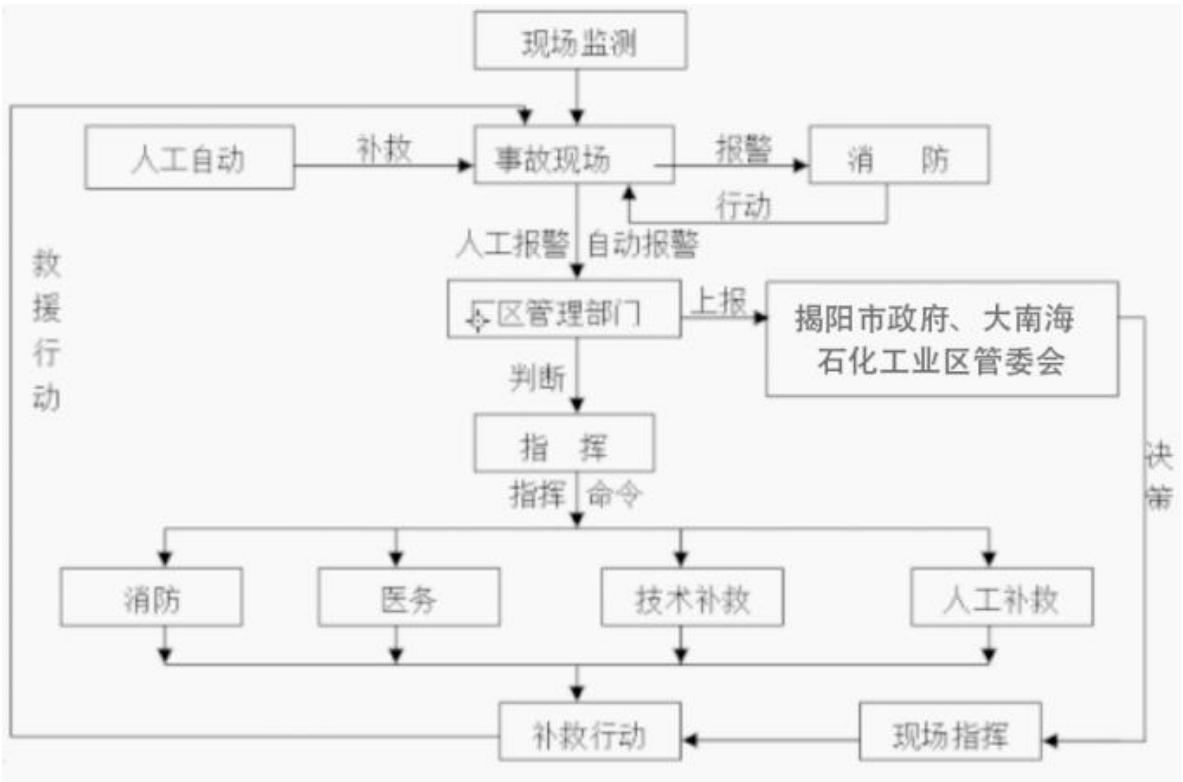 现场监测
人工自动
补救
事故现场
报警
消 防
行动
人工报警 自动报警
救援行动
厂区管理部门
上报
揭阳市政府、大南海
石化工业区管委会
判断
指 挥
决策
指挥 命令
消防
医务
技术补救
人工补救
补救行动
现场指挥